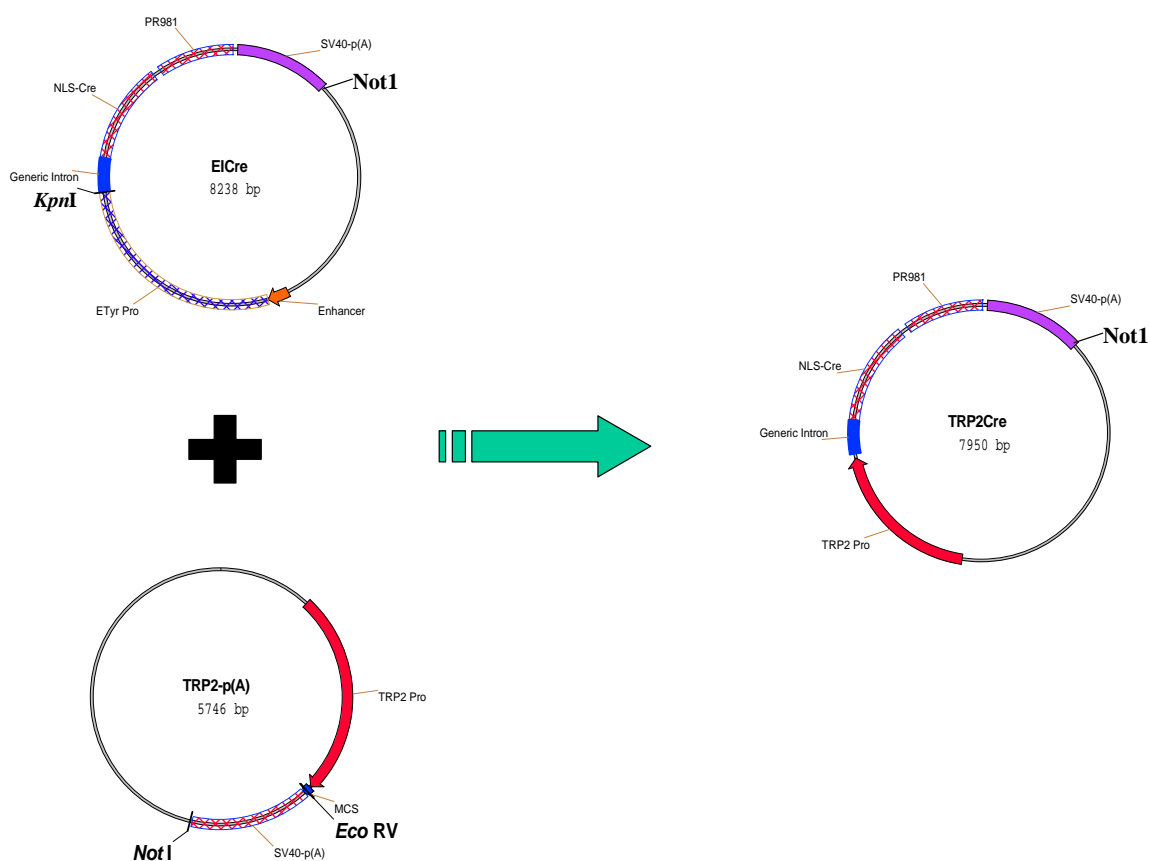 PR981
SV40-p(A)
Not1
NLS-Cre
EICre
8238 bp
Generic Intron
KpnI
ETyr Pro
Enhancer
PR981
SV40-p(A)
Not1
NLS-Cre
TRP2Cre
7950 bp
Generic Intron
TRP2 Pro
TRP2-p(A)
5746 bp
TRP2 Pro
MCS
Eco RV
Not I
SV40-p(A)